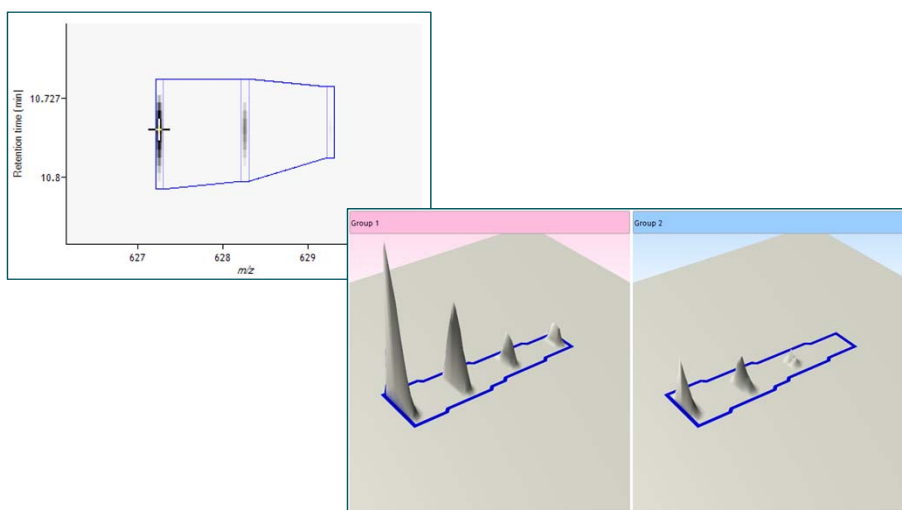 Retention time [min]
10.727
10.8
627
628
629
m/z
Group 1
Group 2